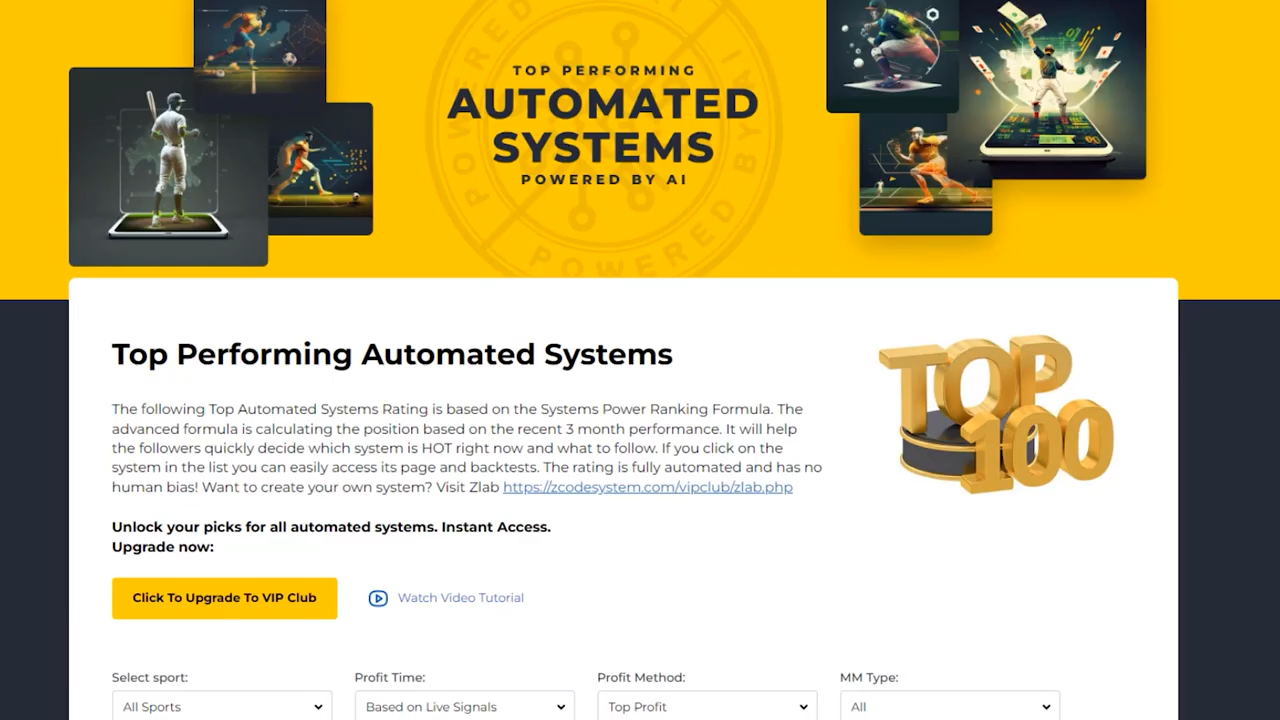 TOP PERFORMING
AUTOMATED
SYSTEMS
POWERED BY AI
POWERED BY AI
POWERED
Top Performing Automated Systems
TOP
100
The following Top Automated Systems Rating is based on the Systems Power Ranking Formula. The
advanced formula is calculating the position based on the recent 3 month performance. It will help
the followers quickly decide which system is HOT right now and what to follow. If you click on the
system in the list you can easily access its page and backtests. The rating is fully automated and has no
human bias! Want to create your own system? Visit Zlab https://zcodesystem.com/vipclub/zlab.php
Unlock your picks for all automated systems. Instant Access.
Upgrade now:
Click To Upgrade To VIP Club
Watch Video Tutorial
Select sport:
Profit Time:
Profit Method:
MM Type:
All Sports
Based on Live Signals
Top Profit
All